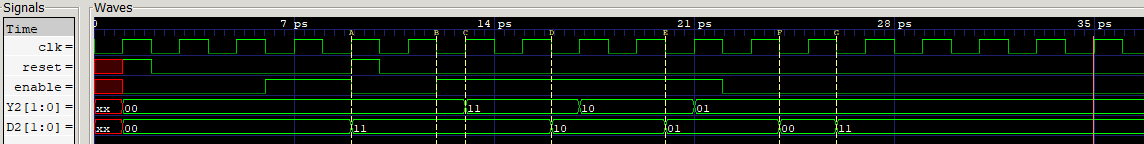 Signals Waves
Time 0 7 ps 14 ps 21 ps 28 ps 35 ps
clk = A B C D E F G
reset =
enable =
Y2[1:0] = xx 00 11 10 01
D2[1:0] = xx 00 11 10 01 00 11